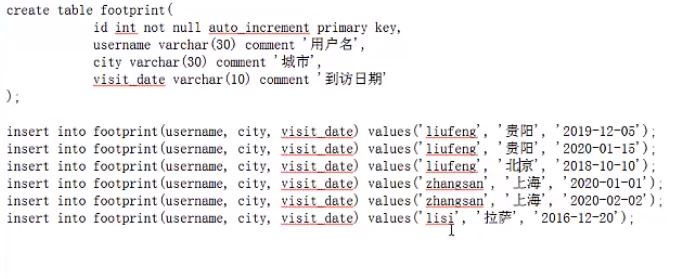 create table footprint(
id int not null auto_increment primary key,
username varchar(30) comment '用户名',
city varchar(30) comment '城市',
visit_date varchar(10) comment '到访日期'
);
insert into footprint(username, city, visit_date) values('liufeng', '贵阳', '2019-12-05');
insert into footprint(username, city, visit_date) values('liufeng', '贵阳', '2020-01-15');
insert into footprint(username, city, visit_date) values('liufeng', '北京', '2018-10-10');
insert into footprint(username, city, visit_date) values('zhangsan', '上海', '2020-01-01');
insert into footprint(username, city, visit_date) values('zhangsan', '上海', '2020-02-02');
insert into footprint(username, city, visit_date) values('lisi', '拉萨', '2016-12-20');